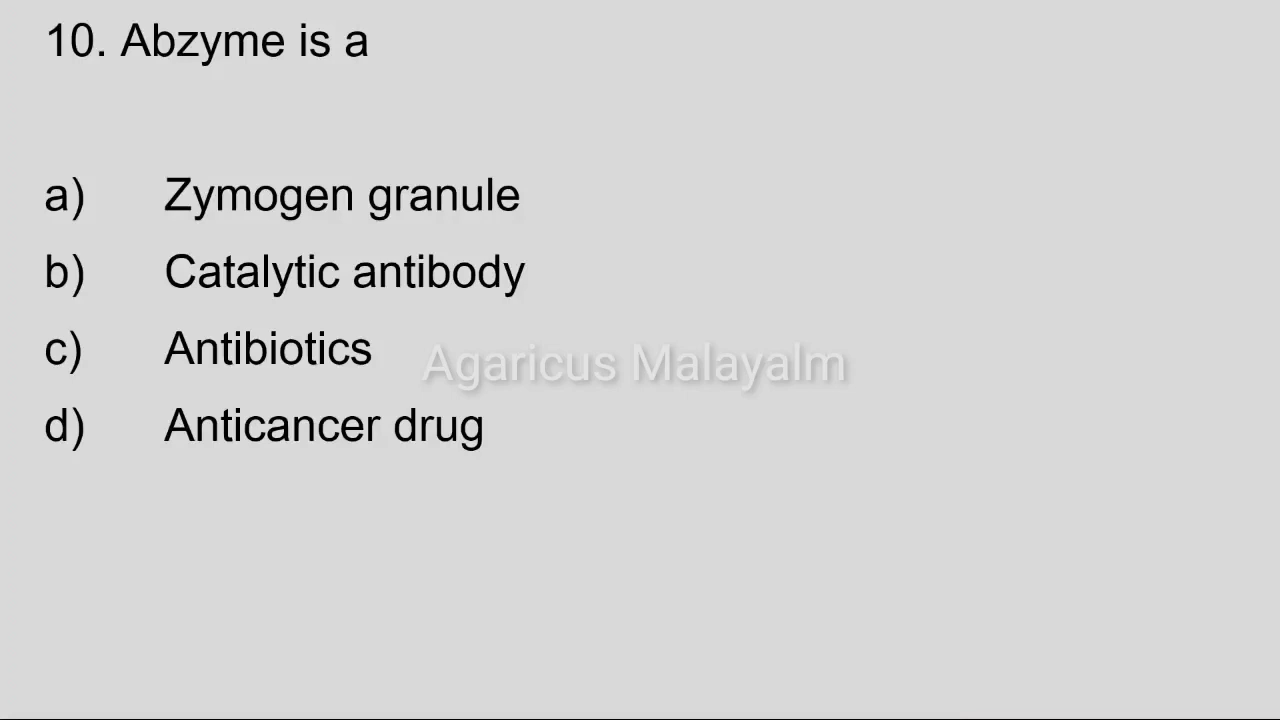 10. Abzyme is a
a) Zymogen granule
b) Catalytic antibody
c) Antibiotics
Agaricus Malayalm
d) Anticancer drug